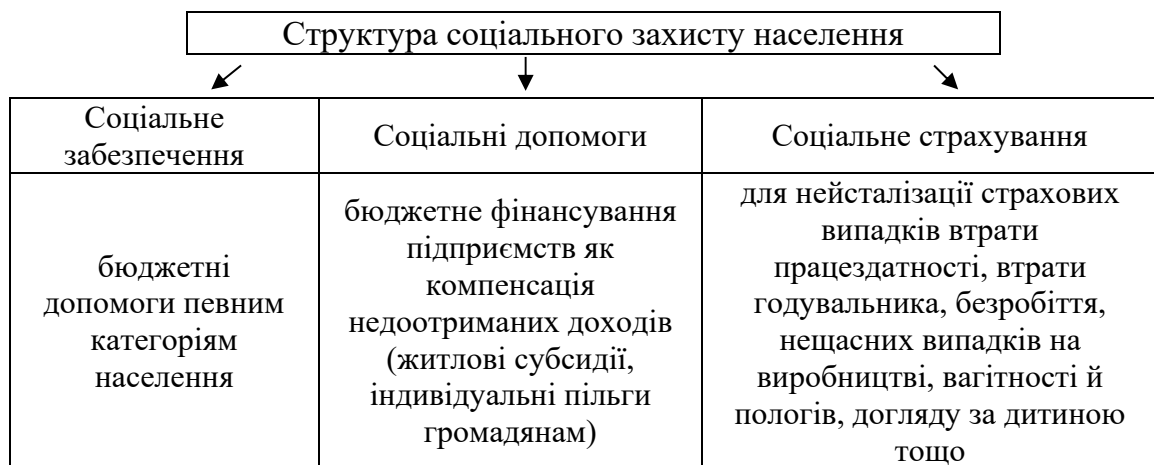 Структура соціального захисту населення
Соціальне
забезпечення
Соціальні допомоги
Соціальне страхування
бюджетні
допомоги певним
категоріям
населення
бюджетне фінансування
підприємств як
компенсація
недоотриманих доходів
(житлові субсидії,
індивідуальні пільги
громадянам)
для нейсталізації страхових
випадків втрати
працездатності, втрати
годувальника, безробіття,
нещасних випадків на
виробництві, вагітності й
пологів, догляду за дитиною
тощо